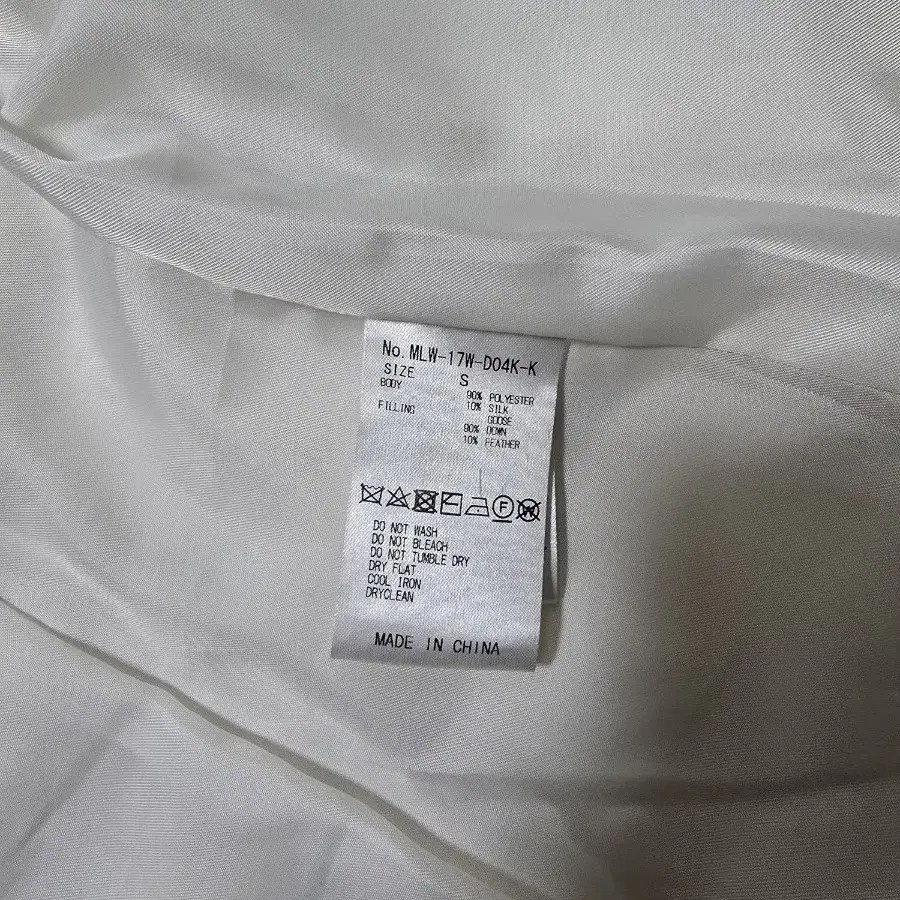 No. MLW-17W-D04K-K
SIZE S
BODY 90% POLYESTER
10% SILK
FILLING GOOSE
90% DOWN
10% FEATHER
F W
DO NOT WASH
DO NOT BLEACH
DO NOT TUMBLE DRY
DRY FLAT
COOL IRON
DRYCLEAN
MADE IN CHINA